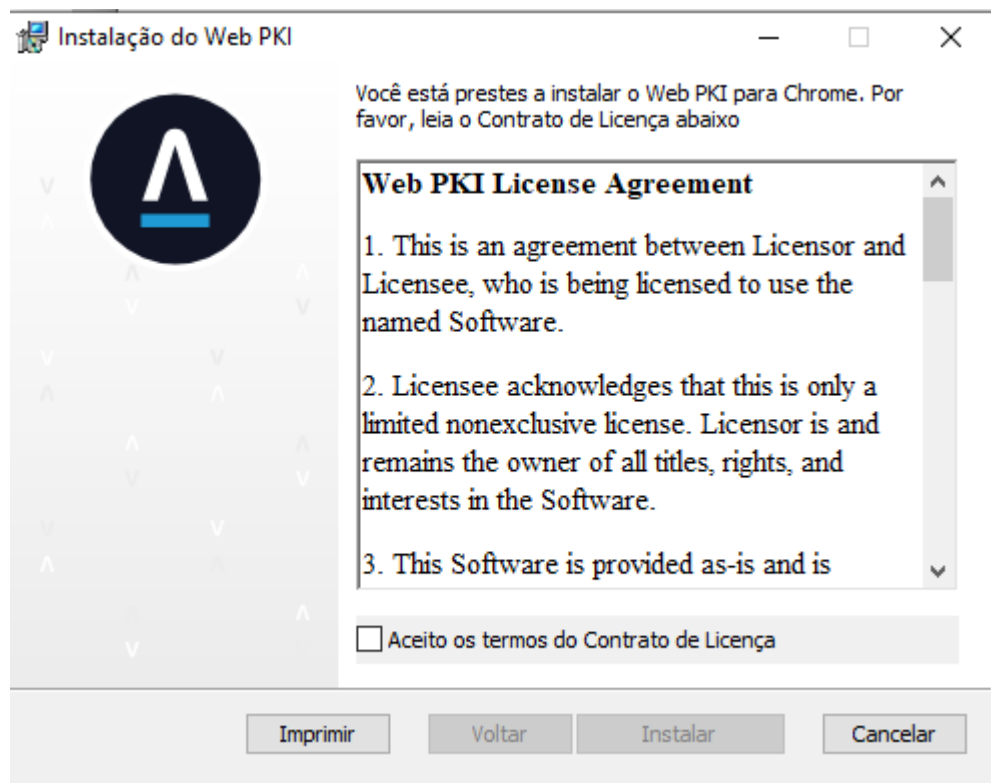 Instalação do Web PKI
Você está prestes a instalar o Web PKI para Chrome. Por
favor, leia o Contrato de Licença abaixo
Web PKI License Agreement
1. This is an agreement between Licensor and
Licensee, who is being licensed to use the
named Software.
2. Licensee acknowledges that this is only a
limited nonexclusive license. Licensor is and
remains the owner of all titles, rights, and
interests in the Software.
3. This Software is provided as-is and is
Aceito os termos do Contrato de Licença
Imprimir
Voltar
Instalar
Cancelar